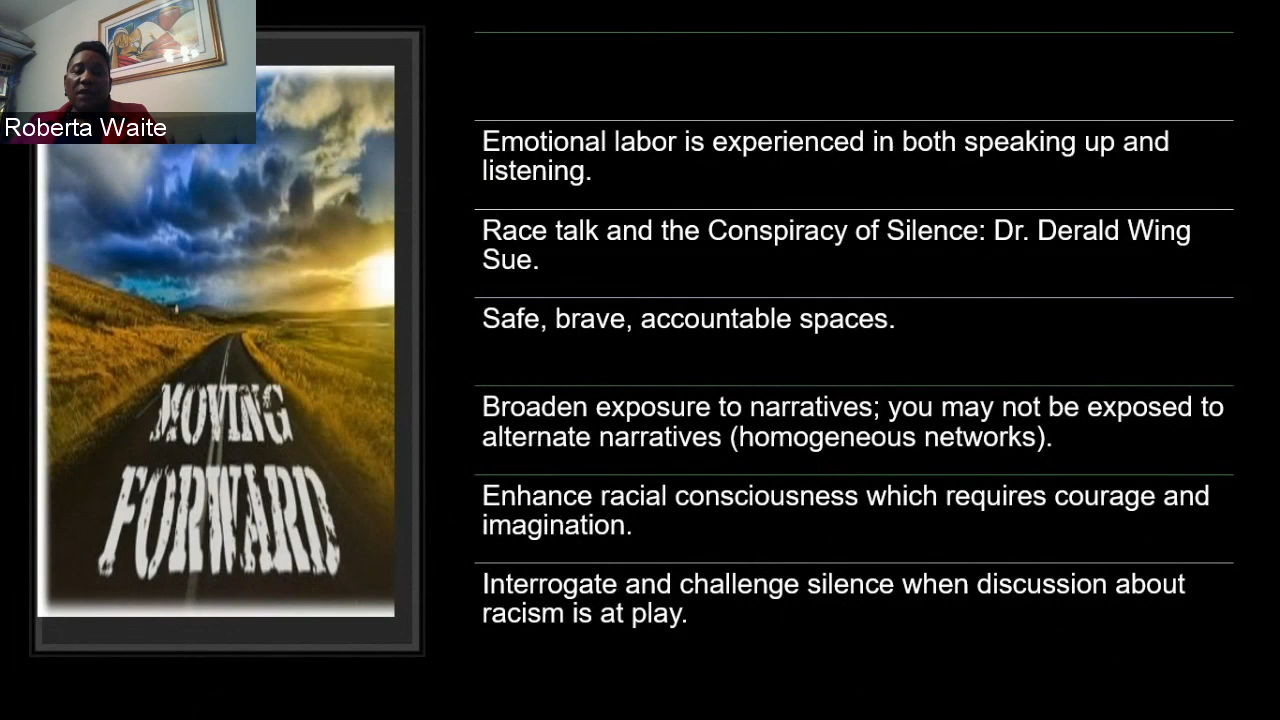 Roberta Waite
MOVING
FORWARD
Emotional labor is experienced in both speaking up and
listening.
Race talk and the Conspiracy of Silence: Dr. Derald Wing
Sue.
Safe, brave, accountable spaces.
Broaden exposure to narratives; you may not be exposed to
alternate narratives (homogeneous networks).
Enhance racial consciousness which requires courage and
imagination.
Interrogate and challenge silence when discussion about
racism is at play.